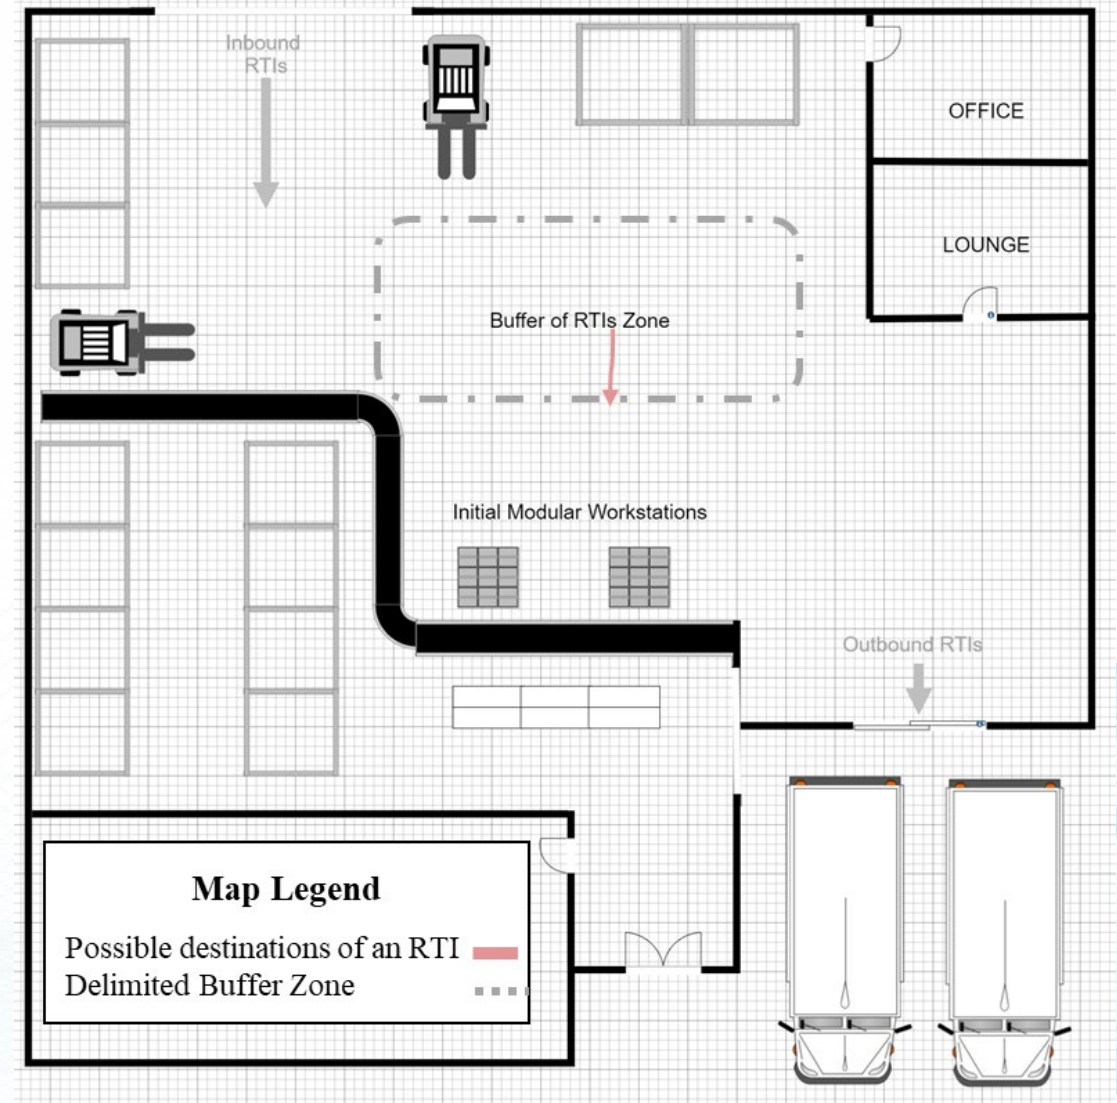 Inbound
RTIs
OFFICE
LOUNGE
Buffer of RTIs Zone
Initial Modular Workstations
Outbound RTIs
Map Legend
Possible destinations of an RTI
Delimited Buffer Zone